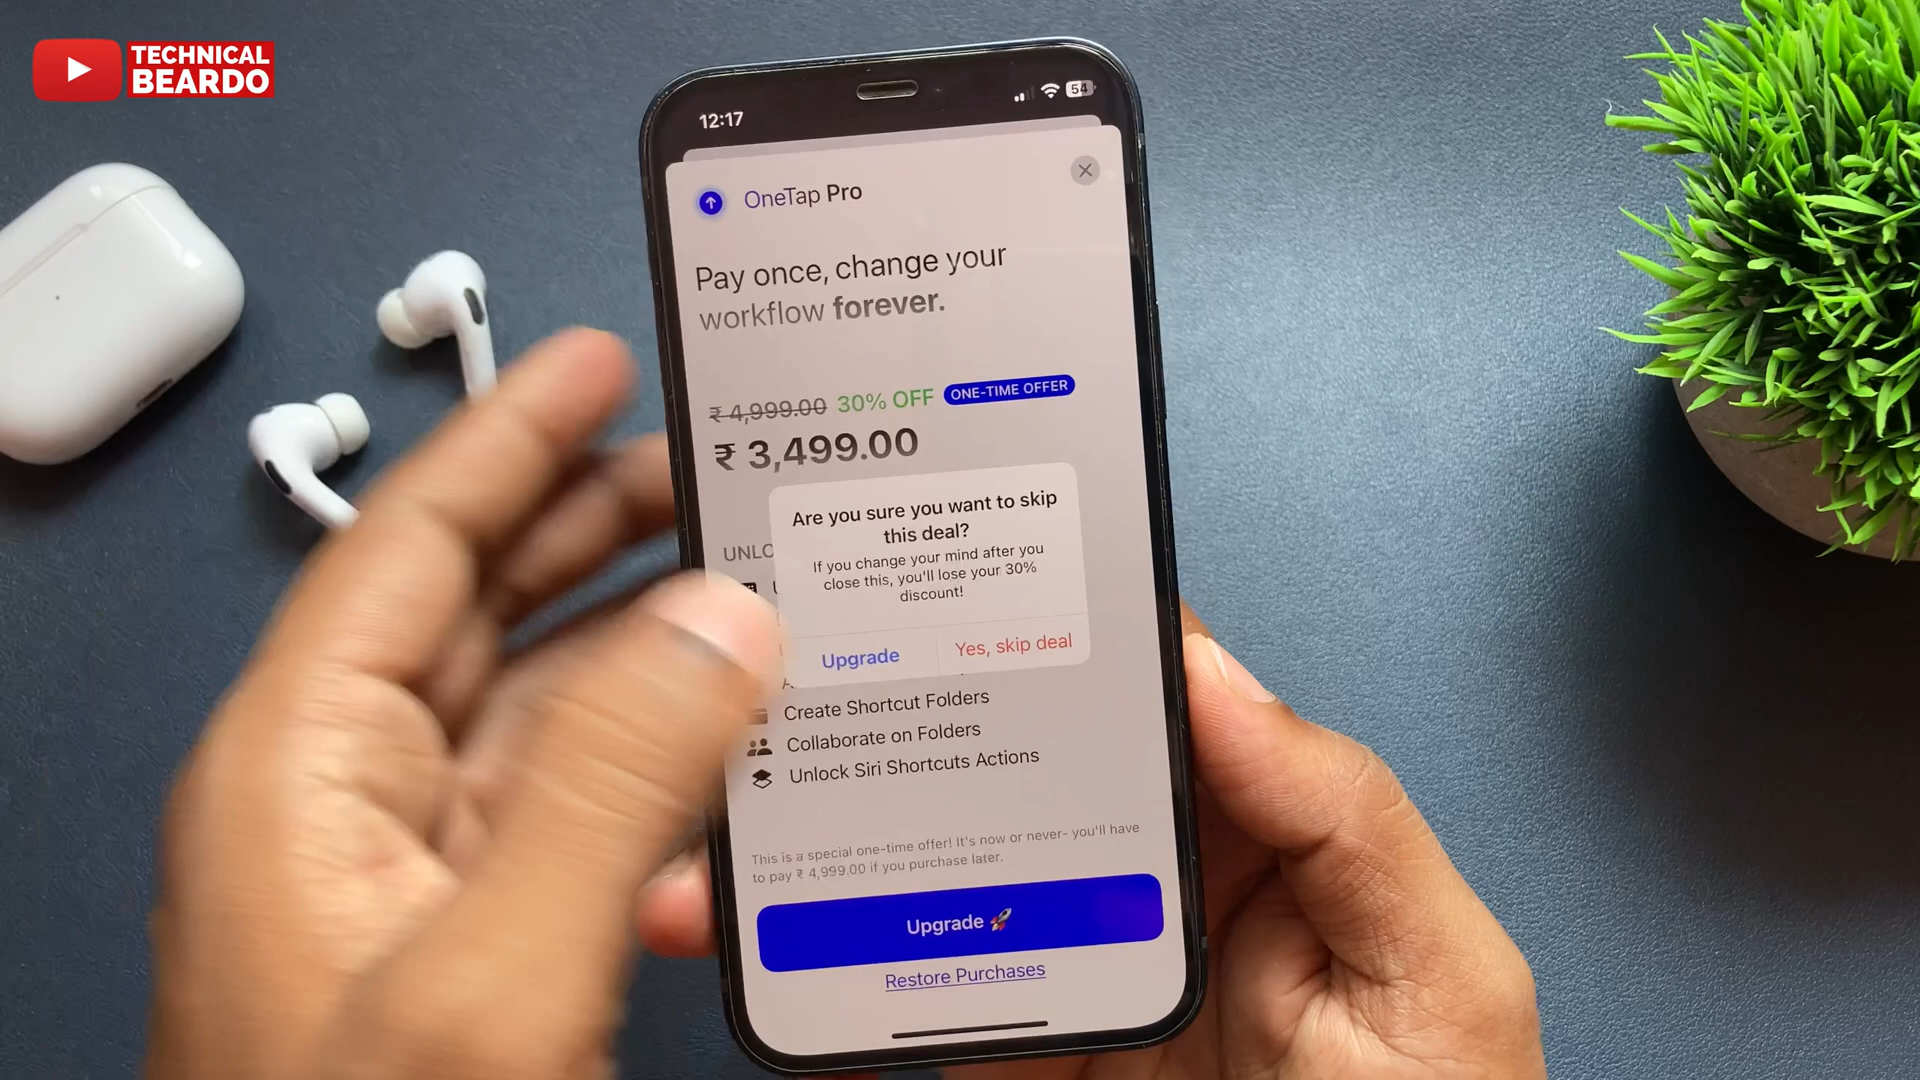 TECHNICAL
BEARDO
12:17
54
OneTap Pro
Pay once, change your
workflow forever.
₹ 4,999.00 30% OFF ONE-TIME OFFER
₹ 3,499.00
Are you sure you want to skip
this deal?
If you change your mind after you
close this, you'll lose your 30%
discount!
Upgrade
Yes, skip deal
Create Shortcut Folders
Collaborate on Folders
Unlock Siri Shortcuts Actions
This is a special one-time offer! It's now or never- you'll have
to pay ₹ 4,999.00 if you purchase later.
Upgrade 🚀
Restore Purchases